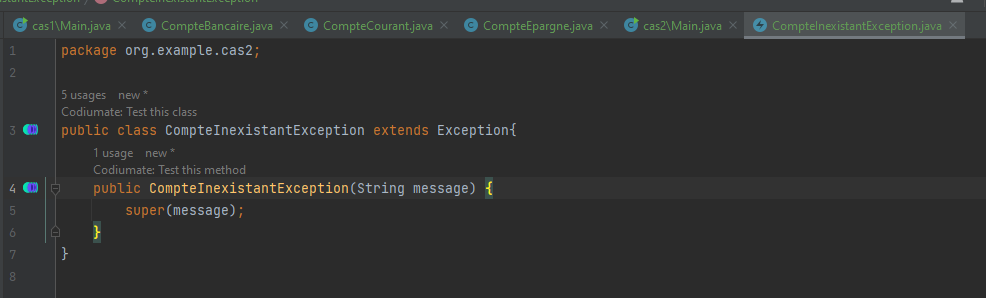 CompteInexistantException
cas1\Main.java CompteBancaire.java CompteCourant.java CompteEpargne.java cas2\Main.java CompteInexistantException.java
1 package org.example.cas2;
2
5 usages new *
Codiumate: Test this class
3 public class CompteInexistantException extends Exception{
1 usage new *
Codiumate: Test this method
4 public CompteInexistantException(String message) {
5 super(message);
6 }
7 }
8